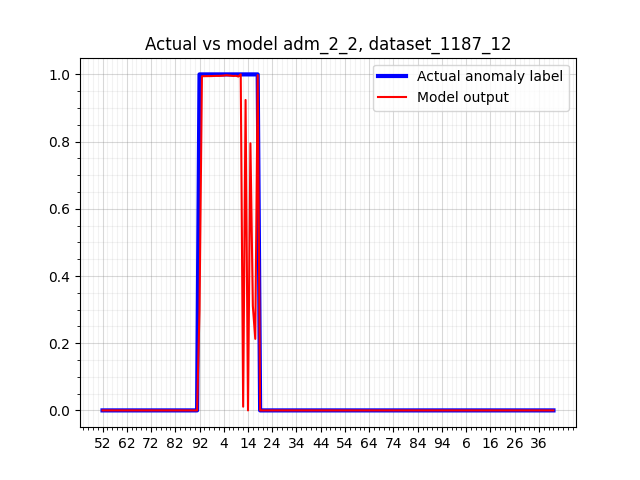 Actual vs model adm_2_2, dataset_1187_12
Actual anomaly label
Model output
1.0
0.8
0.6
0.4
0.2
0.0
52 62 72 82 92 4 14 24 34 44 54 64 74 84 94 6 16 26 36